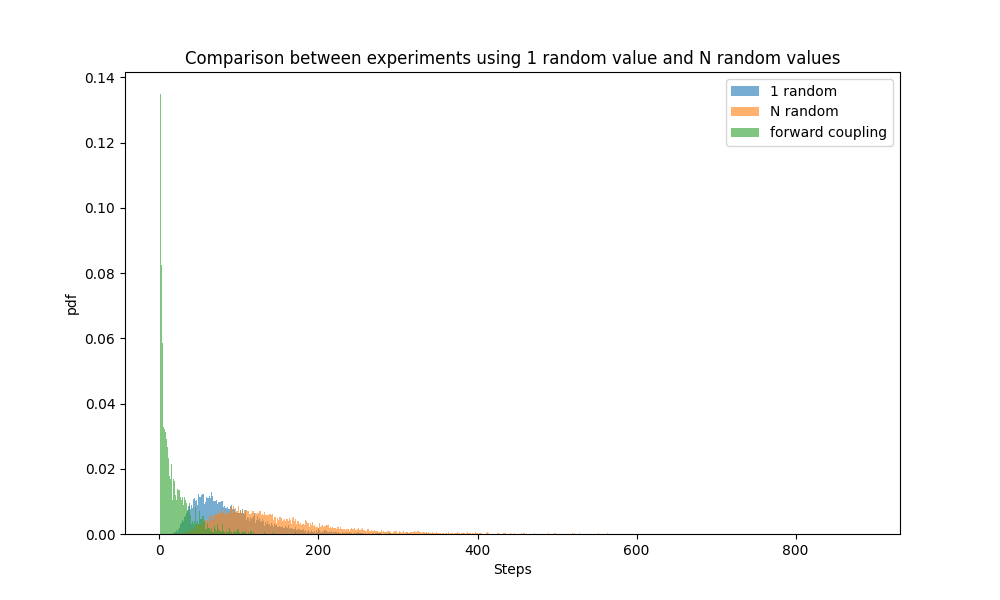 Comparison between experiments using 1 random value and N random values
1 random
N random
forward coupling
0.14
0.12
0.10
0.08
0.06
0.04
0.02
0.00
pdf
0
200
400
600
800
Steps